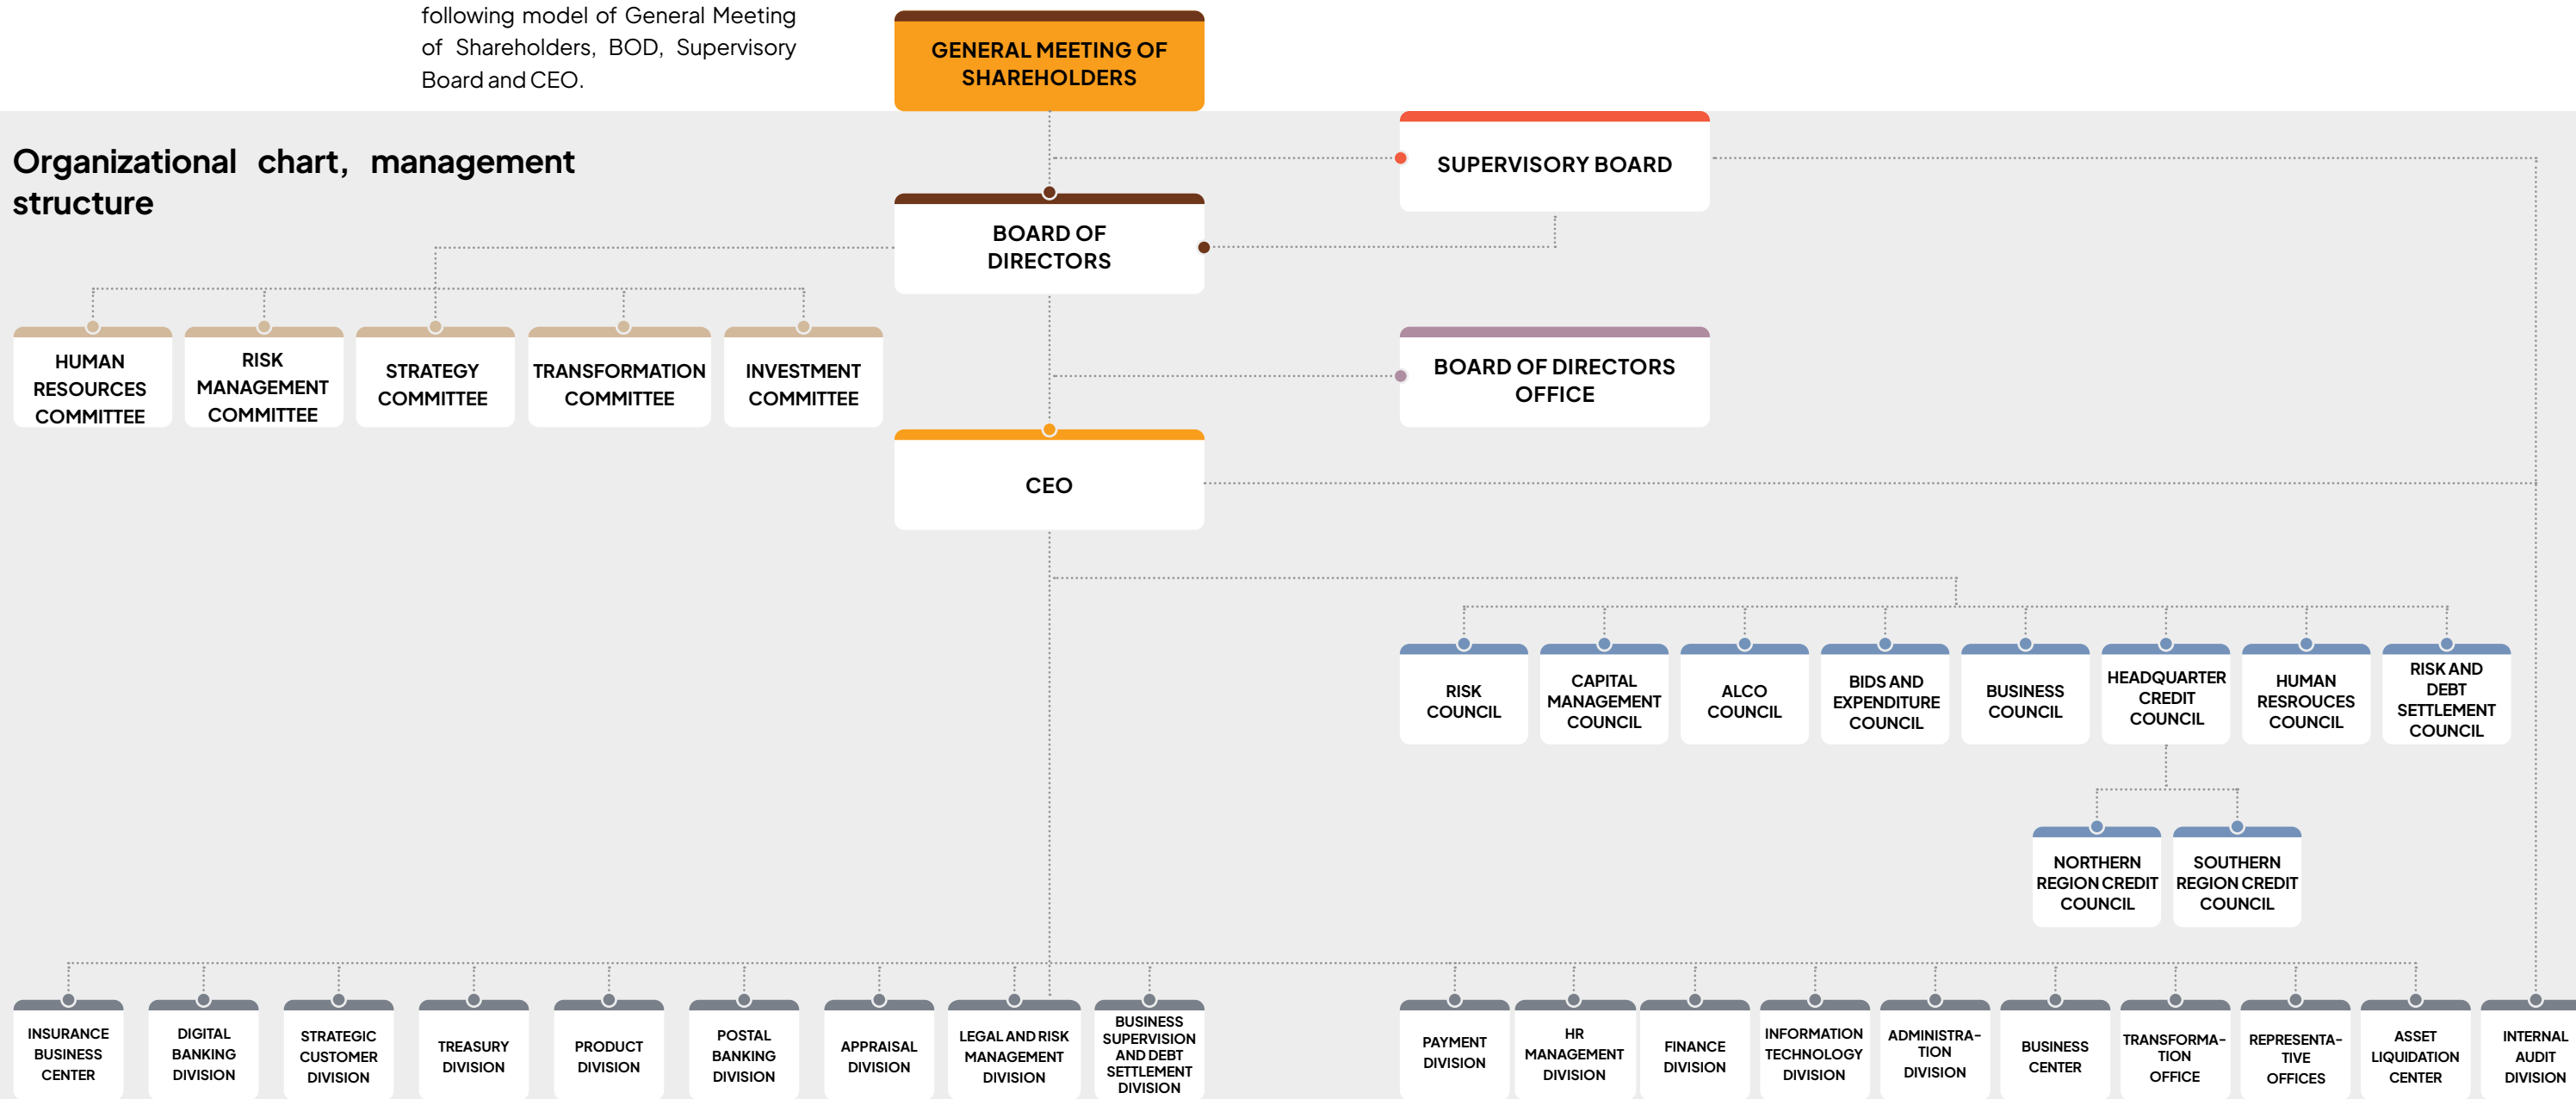 following model of General Meeting
of Shareholders, BOD, Supervisory
Board and CEO.
GENERAL MEETING OF
SHAREHOLDERS
Organizational chart, management
structure
SUPERVISORY BOARD
BOARD OF
DIRECTORS
HUMAN
RESOURCES
COMMITTEE
RISK
MANAGEMENT
COMMITTEE
STRATEGY
COMMITTEE
TRANSFORMATION
COMMITTEE
INVESTMENT
COMMITTEE
BOARD OF DIRECTORS
OFFICE
CEO
RISK
COUNCIL
CAPITAL
MANAGEMENT
COUNCIL
ALCO
COUNCIL
BIDS AND
EXPENDITURE
COUNCIL
BUSINESS
COUNCIL
HEADQUARTER
CREDIT
COUNCIL
HUMAN
RESROUCES
COUNCIL
RISK AND
DEBT
SETTLEMENT
COUNCIL
NORTHERN
REGION CREDIT
COUNCIL
SOUTHERN
REGION CREDIT
COUNCIL
INSURANCE
BUSINESS
CENTER
DIGITAL
BANKING
DIVISION
STRATEGIC
CUSTOMER
DIVISION
TREASURY
DIVISION
PRODUCT
DIVISION
POSTAL
BANKING
DIVISION
APPRAISAL
DIVISION
LEGAL AND RISK
MANAGEMENT
DIVISION
BUSINESS
SUPERVISION
AND DEBT
SETTLEMENT
DIVISION
PAYMENT
DIVISION
HR
MANAGEMENT
DIVISION
FINANCE
DIVISION
INFORMATION
TECHNOLOGY
DIVISION
ADMINISTRA-
TION
DIVISION
BUSINESS
CENTER
TRANSFORMA-
TION
OFFICE
REPRESENTA-
TIVE
OFFICES
ASSET
LIQUIDATION
CENTER
INTERNAL
AUDIT
DIVISION